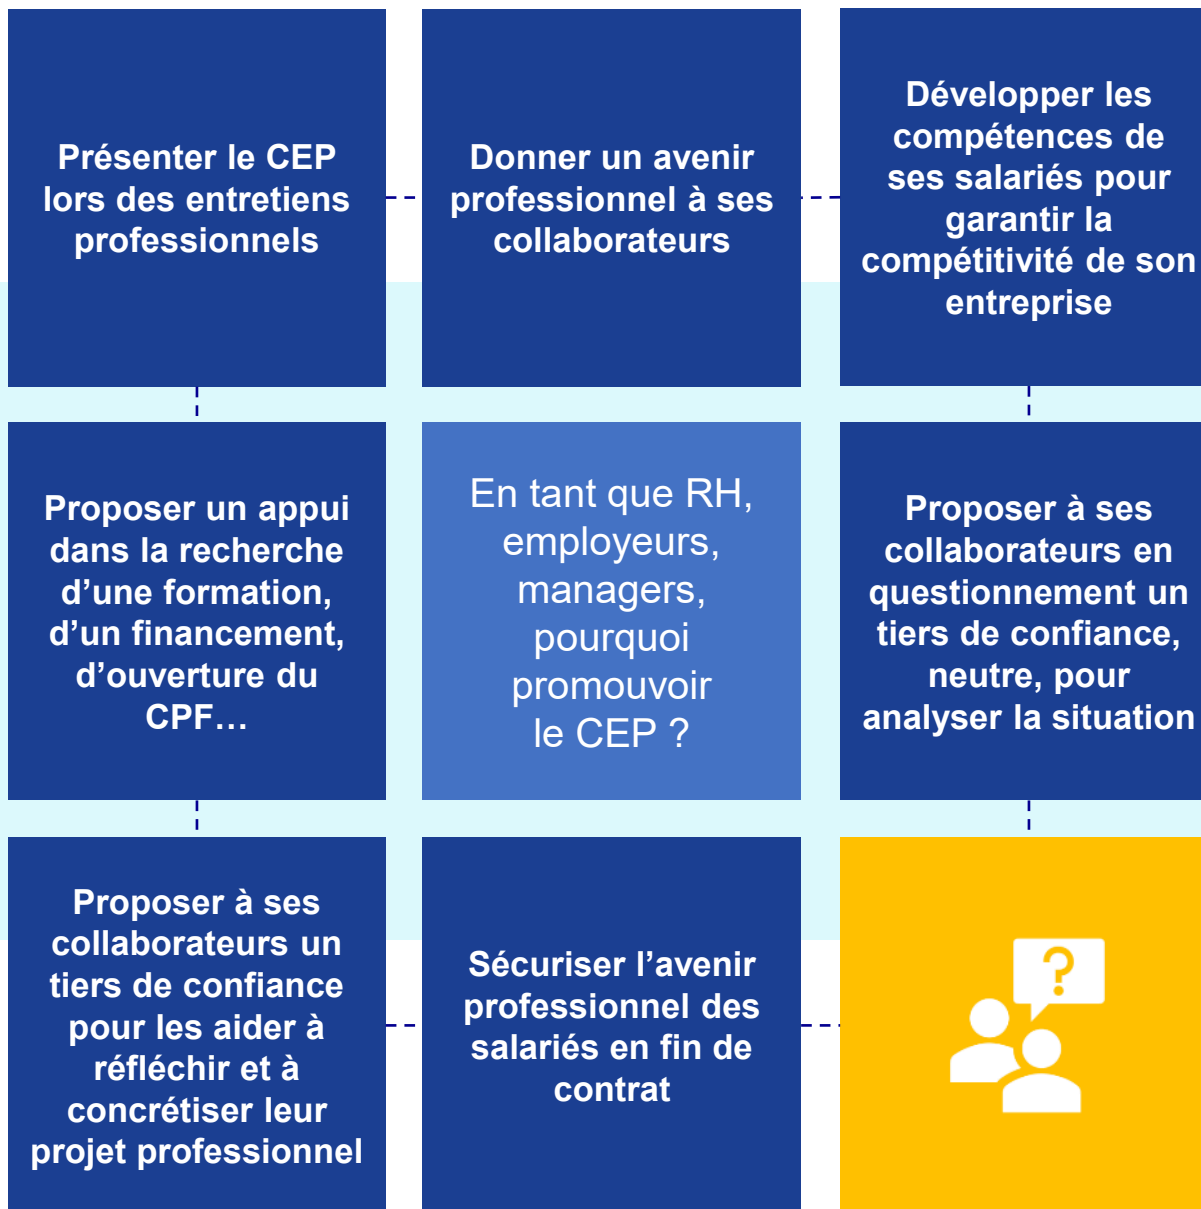 Présenter le CEP
lors des entretiens
professionnels
Donner un avenir
professionnel à ses
collaborateurs
Développer les
compétences de
ses salariés pour
garantir la
compétitivité de son
entreprise
Proposer un appui
dans la recherche
d’une formation,
d’un financement,
d’ouverture du
CPF…
En tant que RH,
employeurs,
managers,
pourquoi
promouvoir
le CEP ?
Proposer à ses
collaborateurs en
questionnement un
tiers de confiance,
neutre, pour
analyser la situation
Proposer à ses
collaborateurs un
tiers de confiance
pour les aider à
réfléchir et à
concrétiser leur
projet professionnel
Sécuriser l’avenir
professionnel des
salariés en fin de
contrat
?